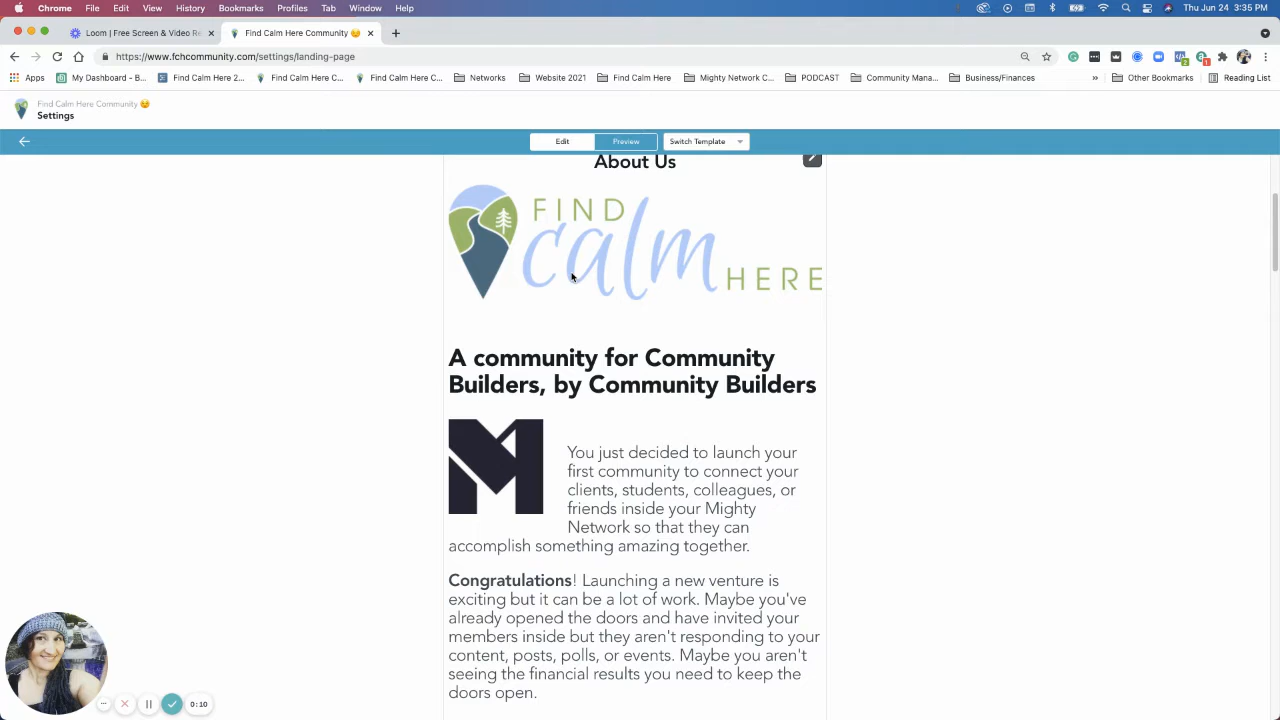 Chrome File Edit View History Bookmarks Profiles Tab Window Help Thu Jun 24 3:35 PM
Loom | Free Screen & Video Re Find Calm Here Community
https://www.fchcommunity.com/settings/landing-page
Apps My Dashboard - B... Find Calm Here 2... Find Calm Here C... Find Calm Here C... Networks Website 2021 Find Calm Here Mighty Network C... PODCAST Community Mana... Business/Finances » Other Bookmarks Reading List
Find Calm Here Community
Settings
Edit Preview Switch Template
About Us
FIND
calm
HERE
A community for Community
Builders, by Community Builders
You just decided to launch your
first community to connect your
clients, students, colleagues, or
friends inside your Mighty
Network so that they can
accomplish something amazing together.
Congratulations! Launching a new venture is
exciting but it can be a lot of work. Maybe you've
already opened the doors and have invited your
members inside but they aren't responding to your
content, posts, polls, or events. Maybe you aren't
seeing the financial results you need to keep the
doors open.
0:10